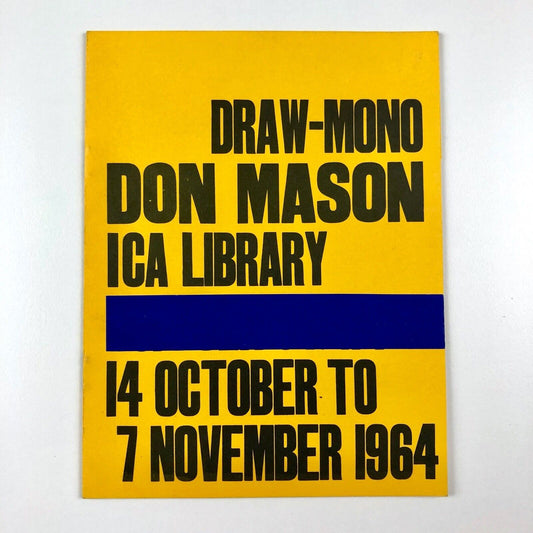 DRAW-MONO
DON MASON
ICA LIBRARY
14 OCTOBER TO
7 NOVEMBER 1964